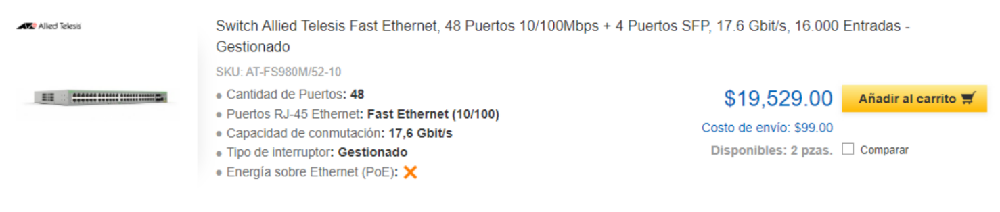 Allied Telesis
Switch Allied Telesis Fast Ethernet, 48 Puertos 10/100Mbps + 4 Puertos SFP, 17.6 Gbit/s, 16.000 Entradas -
Gestionado
SKU: AT-FS980M/52-10
● Cantidad de Puertos: 48
● Puertos RJ-45 Ethernet: Fast Ethernet (10/100)
● Capacidad de conmutación: 17,6 Gbit/s
● Tipo de interruptor: Gestionado
● Energía sobre Ethernet (PoE): ❌
$19,529.00 Añadir al carrito
Costo de envío: $99.00
Disponibles: 2 pzas. Comparar